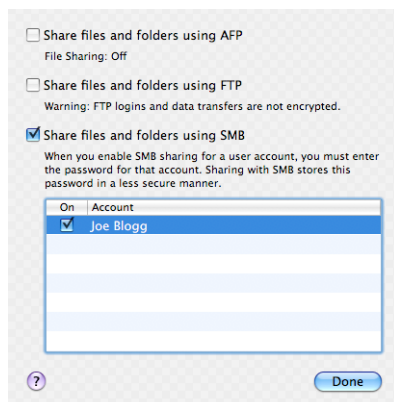 Share files and folders using AFP
File Sharing: Off
Share files and folders using FTP
Warning: FTP logins and data transfers are not encrypted.
Share files and folders using SMB
When you enable SMB sharing for a user account, you must enter
the password for that account. Sharing with SMB stores this
password in a less secure manner.
On Account
Joe Blogg
? Done